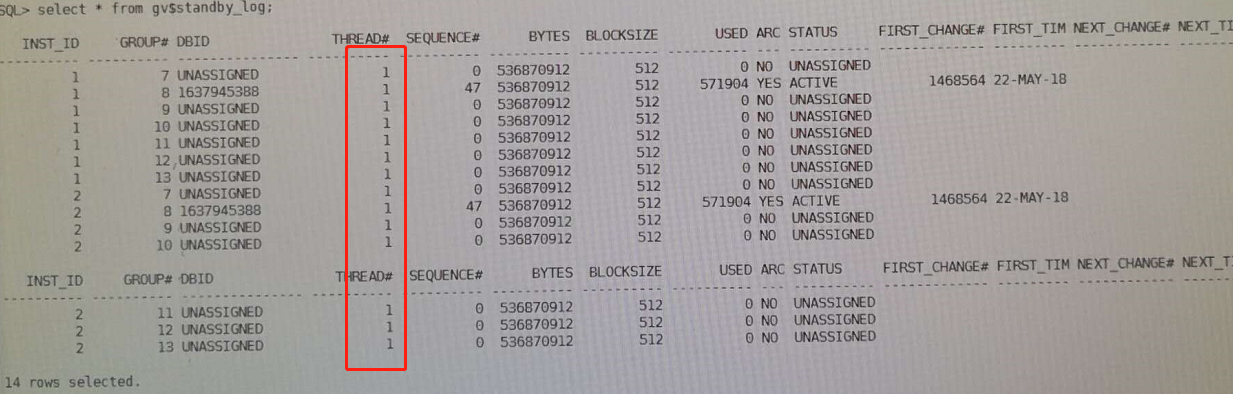 SQL> select * from gv$standby_log;
INST_ID GROUP# DBID THREAD# SEQUENCE# BYTES BLOCKSIZE USED ARC STATUS FIRST_CHANGE# FIRST_TIM NEXT_CHANGE# NEXT_TI
---------- ---------- ---------------------------------------- ---------- ---------- ---------- ---------- ---------- --- ---------- ------------- --------- ------------ -------
1 7 UNASSIGNED 1 0 536870912 512 0 NO UNASSIGNED
1 8 1637945388 1 47 536870912 512 571904 YES ACTIVE 1468564 22-MAY-18
1 9 UNASSIGNED 1 0 536870912 512 0 NO UNASSIGNED
1 10 UNASSIGNED 1 0 536870912 512 0 NO UNASSIGNED
1 11 UNASSIGNED 1 0 536870912 512 0 NO UNASSIGNED
1 12 UNASSIGNED 1 0 536870912 512 0 NO UNASSIGNED
1 13 UNASSIGNED 1 0 536870912 512 0 NO UNASSIGNED
2 7 UNASSIGNED 1 0 536870912 512 0 NO UNASSIGNED
2 8 1637945388 1 47 536870912 512 571904 YES ACTIVE 1468564 22-MAY-18
2 9 UNASSIGNED 1 0 536870912 512 0 NO UNASSIGNED
2 10 UNASSIGNED 1 0 536870912 512 0 NO UNASSIGNED
INST_ID GROUP# DBID THREAD# SEQUENCE# BYTES BLOCKSIZE USED ARC STATUS FIRST_CHANGE# FIRST_TIM NEXT_CHANGE# NEXT_TI
---------- ---------- ---------------------------------------- ---------- ---------- ---------- ---------- ---------- --- ---------- ------------- --------- ------------ -------
2 11 UNASSIGNED 1 0 536870912 512 0 NO UNASSIGNED
2 12 UNASSIGNED 1 0 536870912 512 0 NO UNASSIGNED
2 13 UNASSIGNED 1 0 536870912 512 0 NO UNASSIGNED
14 rows selected.